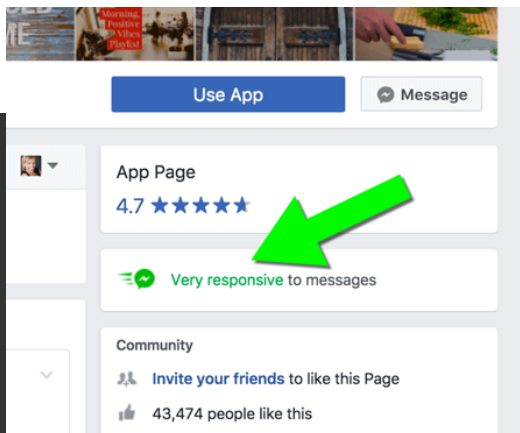 Morning,
Positive
Vibes
Playlist
Use App
Message
App Page
4.7
Very responsive to messages
Community
Invite your friends to like this Page
43,474 people like this